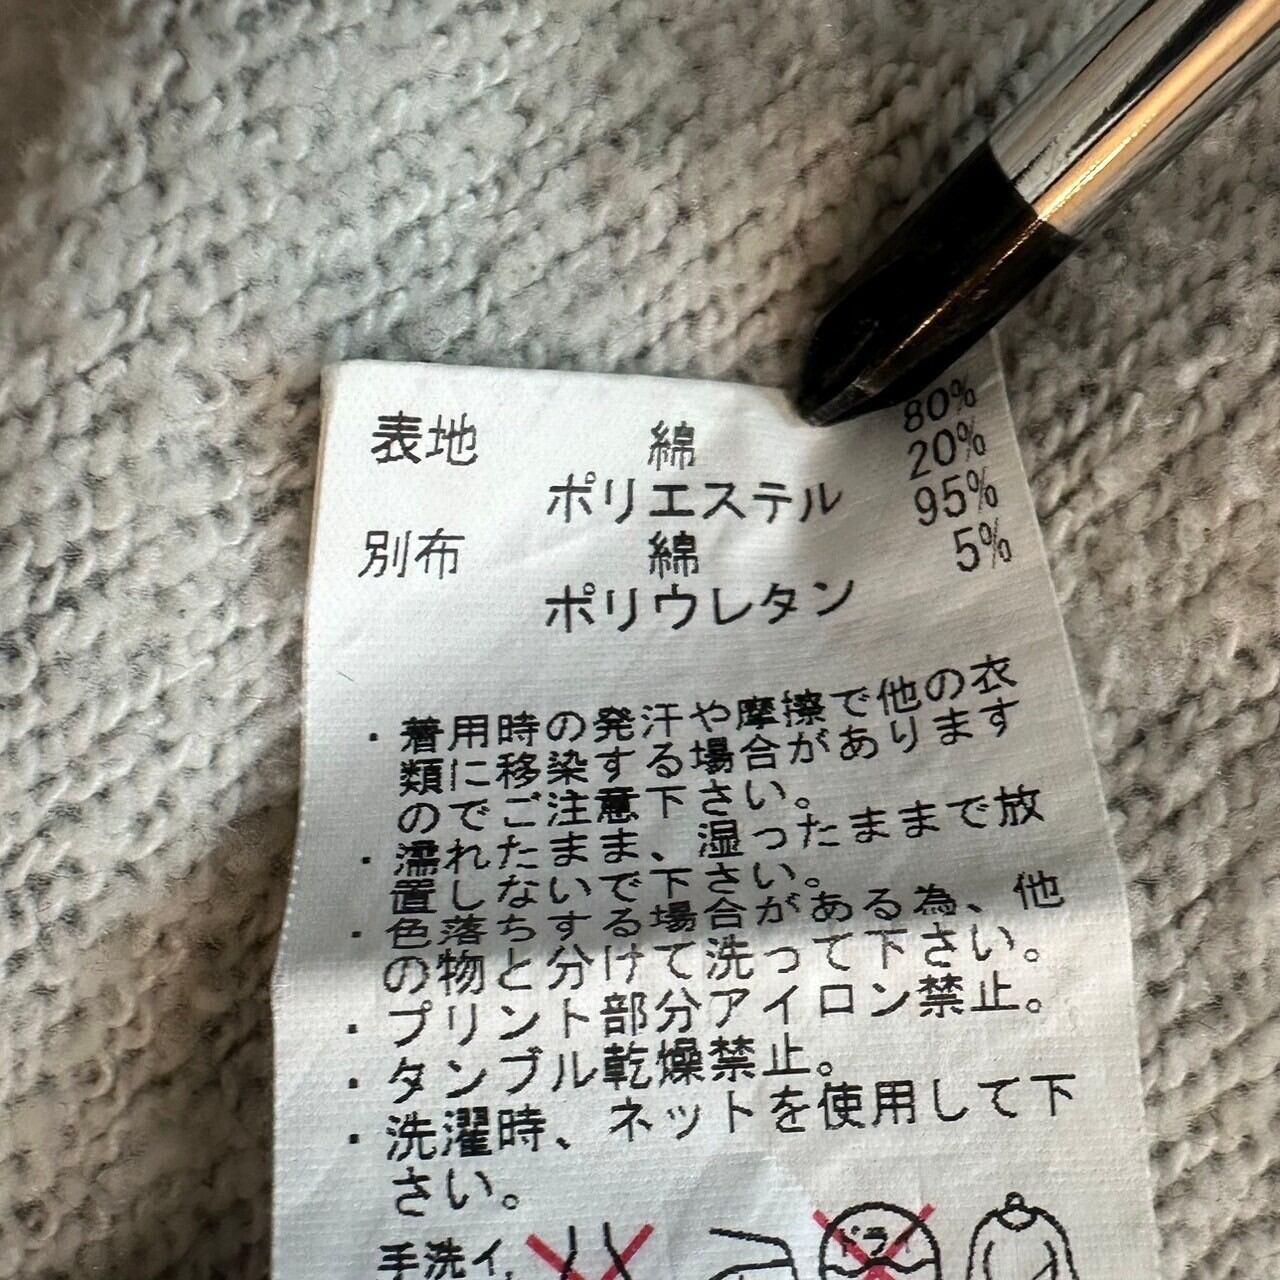 表地 綿 80%
ポリエステル 20%
別布 綿 95%
ポリウレタン 5%
・着用時の発汗や摩擦で他の衣
類に移染する場合があります
のでご注意下さい。
・濡れたまま、湿ったままで放
置しないで下さい。
・色落ちする場合がある為、他
の物と分けて洗って下さい。
・プリント部分アイロン禁止。
・タンブル乾燥禁止。
・洗濯時、ネットを使用して下
さい。
手洗イ ドライ